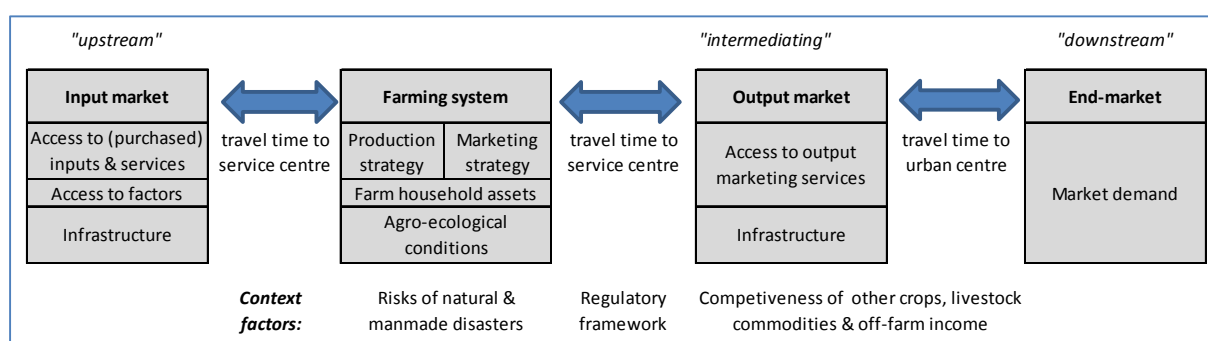 "upstream"
"intermediating"
"downstream"
Input market
Farming system
Output market
End-market
Access to (purchased)
inputs & services
Access to factors
Infrastructure
travel time to
service centre
Production
strategy
Marketing
strategy
Farm household assets
Agro-ecological
conditions
travel time to
service centre
Access to output
marketing services
Infrastructure
travel time to
urban centre
Market demand
Context
factors:
Risks of natural &
manmade disasters
Regulatory
framework
Competiveness of other crops, livestock
commodities & off-farm income